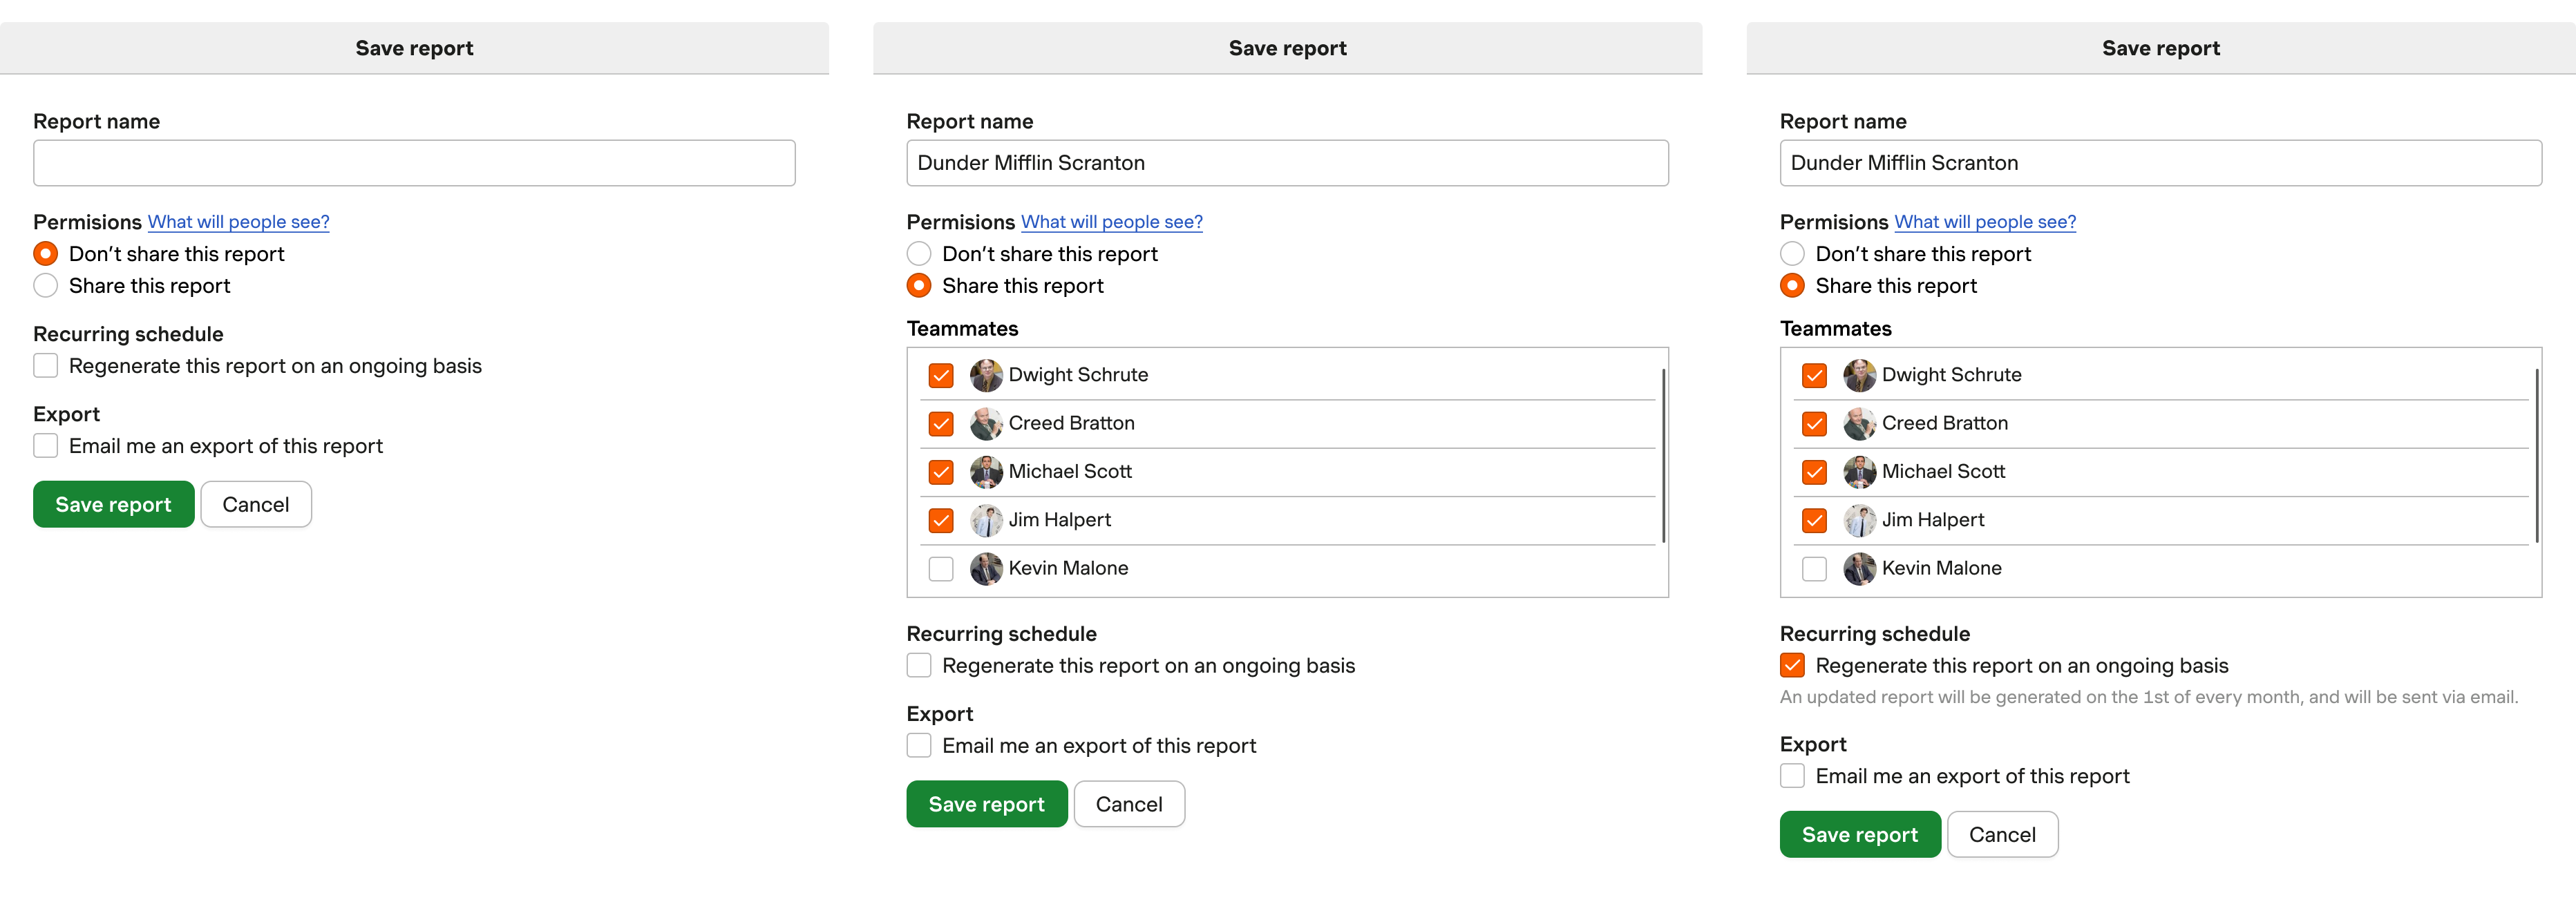 Save report
Report name
Permisions What will people see?
Don’t share this report
Share this report
Recurring schedule
Regenerate this report on an ongoing basis
Export
Email me an export of this report
Save report Cancel
Save report
Report name
Dunder Mifflin Scranton
Permisions What will people see?
Don’t share this report
Share this report
Teammates
Dwight Schrute
Creed Bratton
Michael Scott
Jim Halpert
Kevin Malone
Recurring schedule
Regenerate this report on an ongoing basis
Export
Email me an export of this report
Save report Cancel
Save report
Report name
Dunder Mifflin Scranton
Permisions What will people see?
Don’t share this report
Share this report
Teammates
Dwight Schrute
Creed Bratton
Michael Scott
Jim Halpert
Kevin Malone
Recurring schedule
Regenerate this report on an ongoing basis
An updated report will be generated on the 1st of every month, and will be sent via email.
Export
Email me an export of this report
Save report Cancel